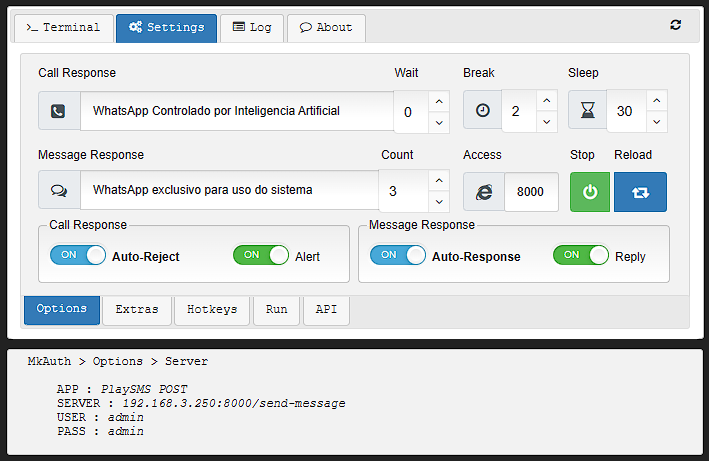 >_ Terminal Settings Log About
Call Response Wait Break Sleep
WhatsApp Controlado por Inteligencia Artificial 0 2 30
Message Response Count Access Stop Reload
WhatsApp exclusivo para uso do sistema 3 8000
Call Response Message Response
ON Auto-Reject ON Alert ON Auto-Response ON Reply
Options Extras Hotkeys Run API
MkAuth > Options > Server
APP : PlaySMS POST
SERVER : 192.168.3.250:8000/send-message
USER : admin
PASS : admin